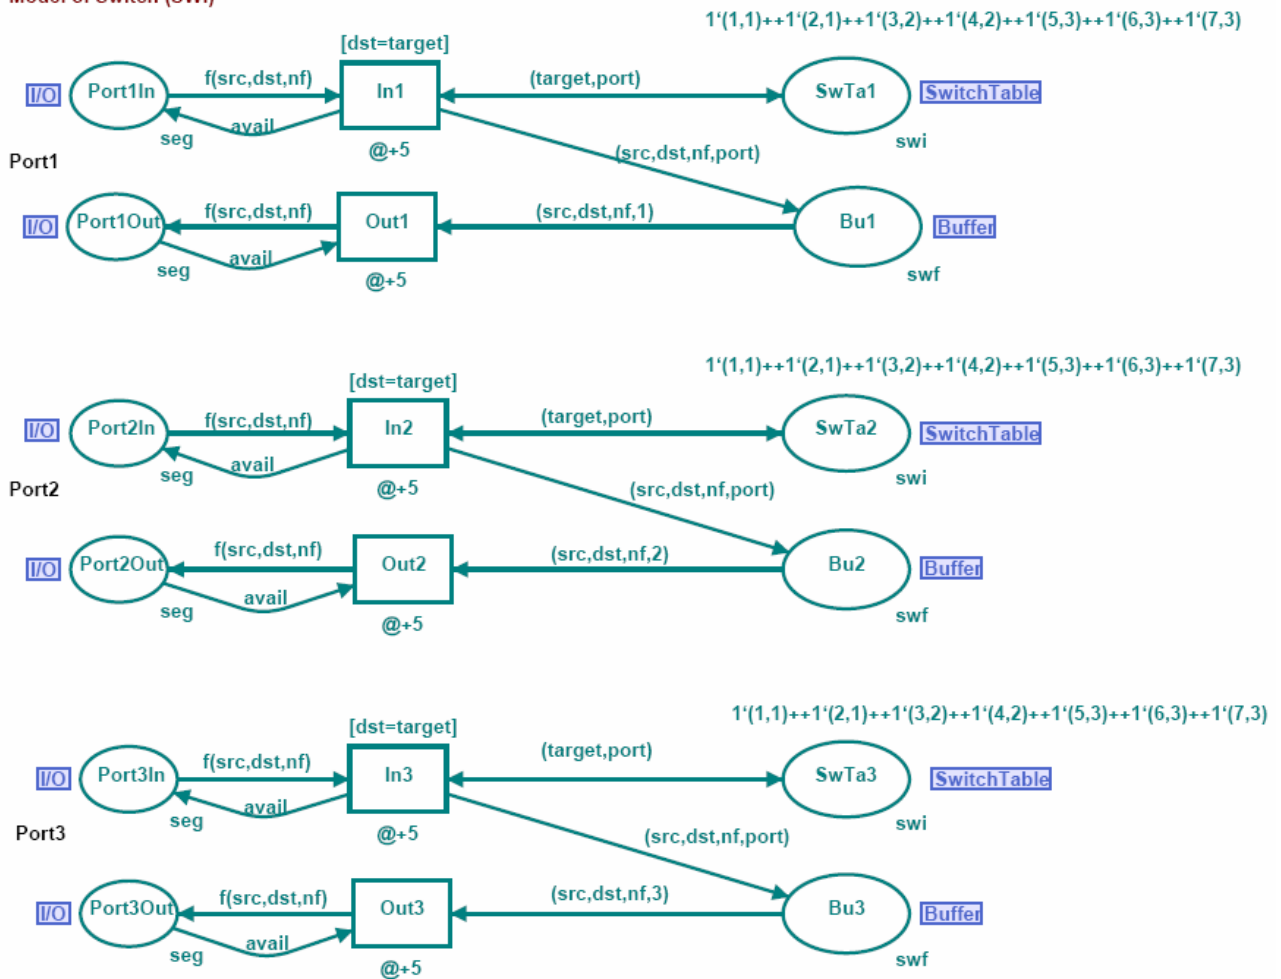 Model of Switch (SWI)
1`(1,1)++1`(2,1)++1`(3,2)++1`(4,2)++1`(5,3)++1`(6,3)++1`(7,3)
[dst=target]
I/O Port1In f(src,dst,nf) In1 (target,port) SwTa1 SwitchTable
avail
seg @+5 swi
Port1 (src,dst,nf,port)
I/O Port1Out f(src,dst,nf) Out1 (src,dst,nf,1) Bu1 Buffer
avail
seg @+5 swf
1`(1,1)++1`(2,1)++1`(3,2)++1`(4,2)++1`(5,3)++1`(6,3)++1`(7,3)
[dst=target]
I/O Port2In f(src,dst,nf) In2 (target,port) SwTa2 SwitchTable
avail
seg @+5 swi
Port2 (src,dst,nf,port)
I/O Port2Out f(src,dst,nf) Out2 (src,dst,nf,2) Bu2 Buffer
avail
seg @+5 swf
1`(1,1)++1`(2,1)++1`(3,2)++1`(4,2)++1`(5,3)++1`(6,3)++1`(7,3)
[dst=target]
I/O Port3In f(src,dst,nf) In3 (target,port) SwTa3 SwitchTable
avail
seg @+5 swi
Port3 (src,dst,nf,port)
I/O Port3Out f(src,dst,nf) Out3 (src,dst,nf,3) Bu3 Buffer
avail
seg @+5 swf